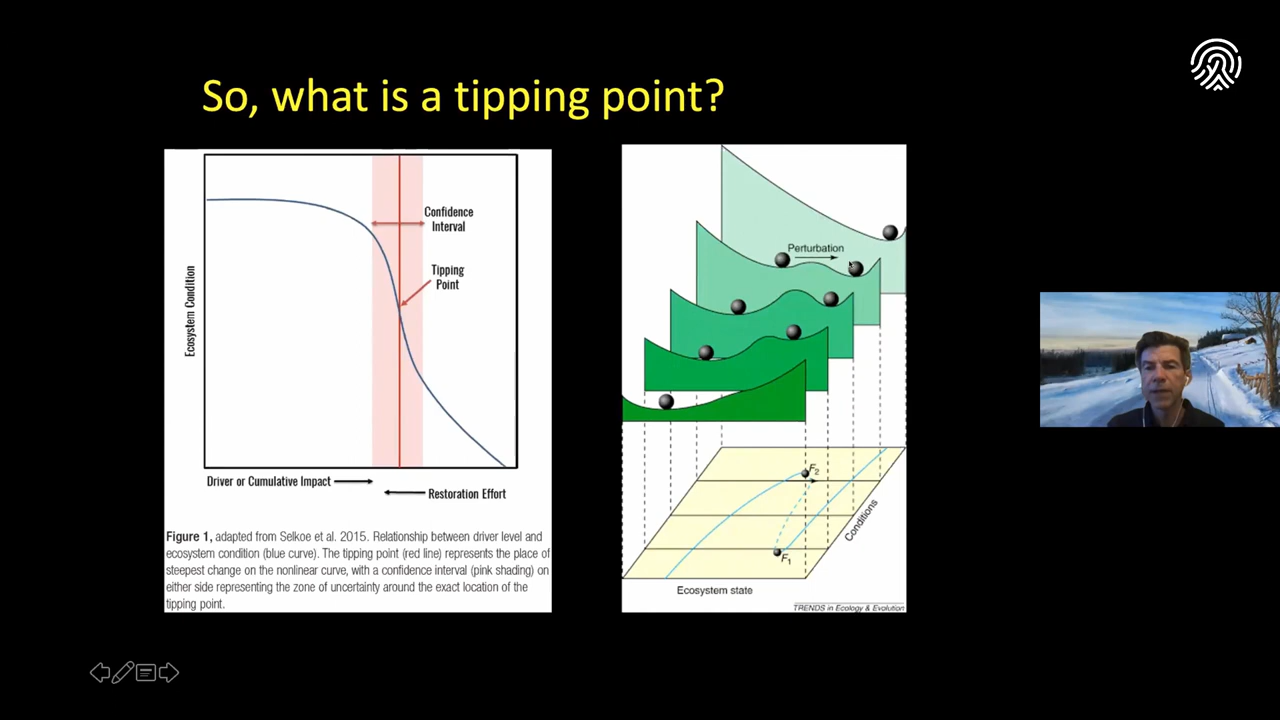 So, what is a tipping point?
Ecosystem Condition
Confidence
Interval
Tipping
Point
Driver or Cumulative Impact
Restoration Effort
Figure 1, adapted from Selkoe et al. 2015. Relationship between driver level and
ecosystem condition (blue curve). The tipping point (red line) represents the place of
steepest change on the nonlinear curve, with a confidence interval (pink shading) on
either side representing the zone of uncertainty around the exact location of the
tipping point.
Perturbation
F2
F1
Conditions
Ecosystem state
TRENDS in Ecology & Evolution